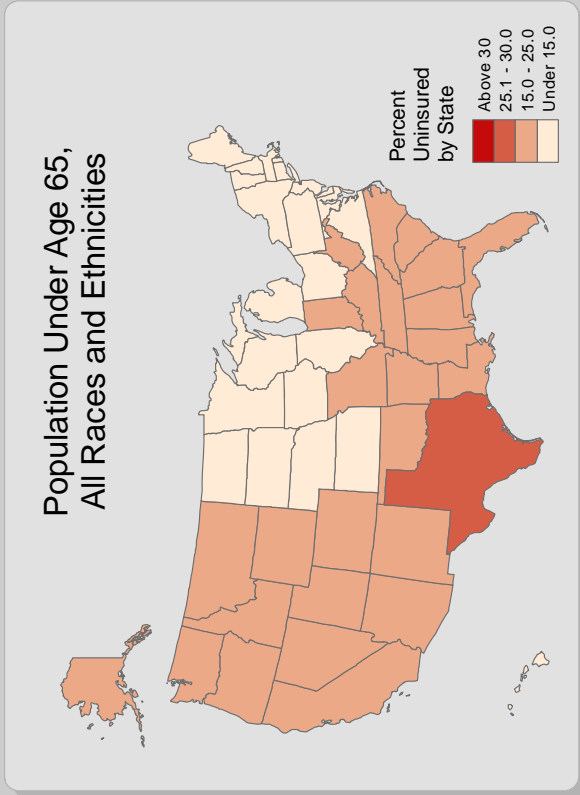 Population Under Age 65,
All Races and Ethnicities
Percent
Uninsured
by State
Above 30
25.1 - 30.0
15.0 - 25.0
Under 15.0